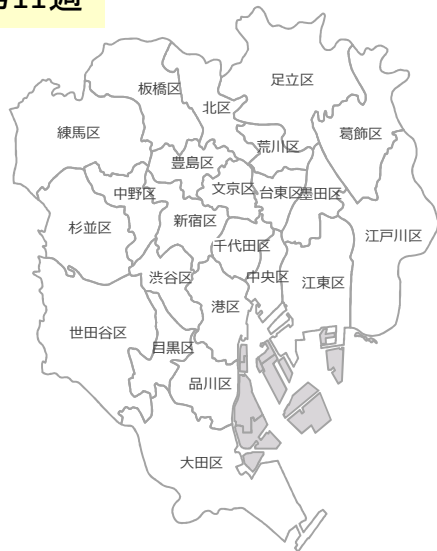 第11週
足立区
板橋区
北区
葛飾区
練馬区
荒川区
豊島区
文京区
台東区
墨田区
中野区
新宿区
杉並区
江戸川区
千代田区
中央区
渋谷区
江東区
港区
世田谷区
目黒区
品川区
大田区